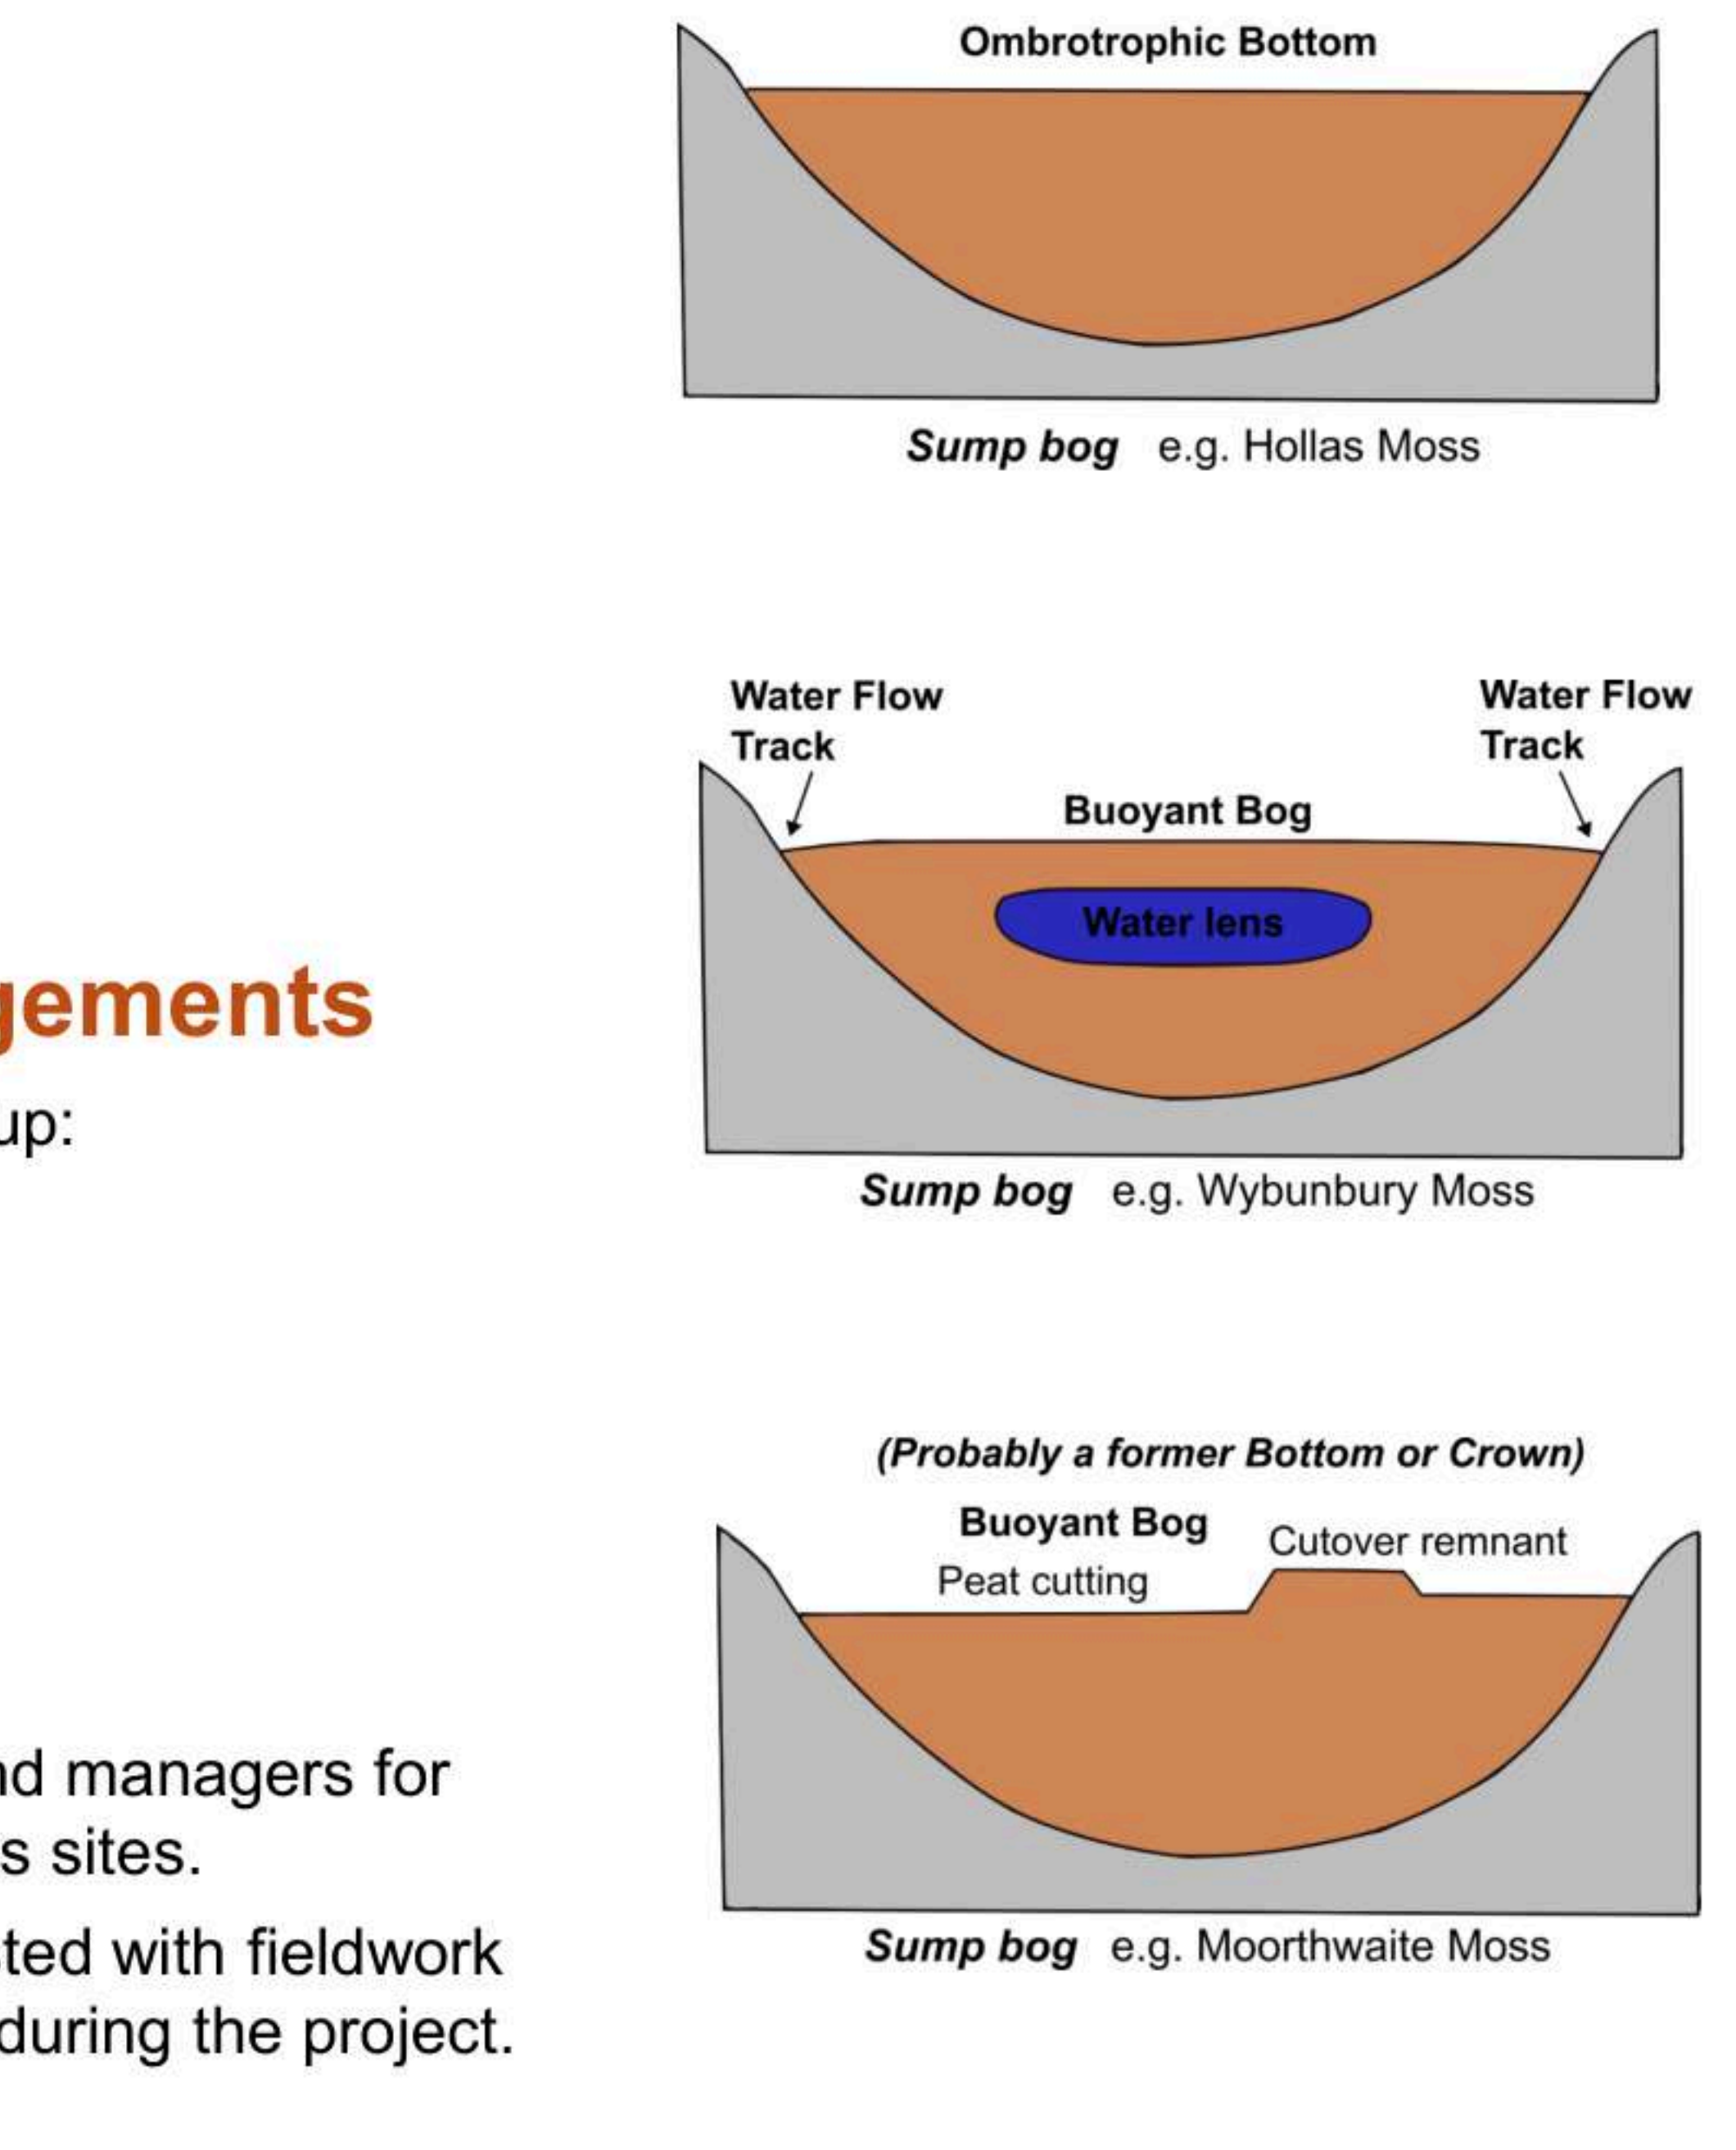 gements
up:
nd managers for
s sites.
sted with fieldwork
during the project.
Ombrotrophic Bottom
Sump bog e.g. Hollas Moss
Water Flow
Track
Water Flow
Track
Buoyant Bog
Water lens
Sump bog e.g. Wybunbury Moss
(Probably a former Bottom or Crown)
Buoyant Bog
Cutover remnant
Peat cutting
Sump bog e.g. Moorthwaite Moss